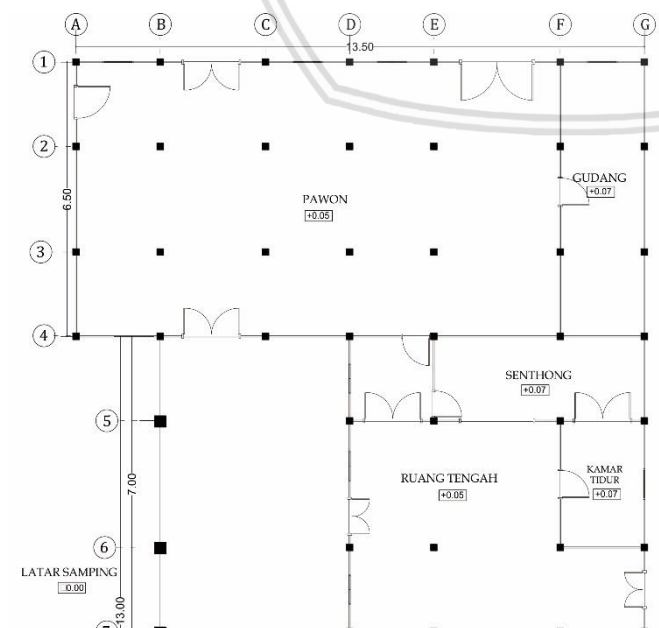 A B C D E F G
13.50
1
2
GUDANG
+0.07
6.50
PAWON
+0.05
3
4
SENTHONG
+0.07
5
RUANG TENGAH
+0.05
KAMAR
TIDUR
+0.07
7.00
6
LATAR SAMPING
0.00
13.00